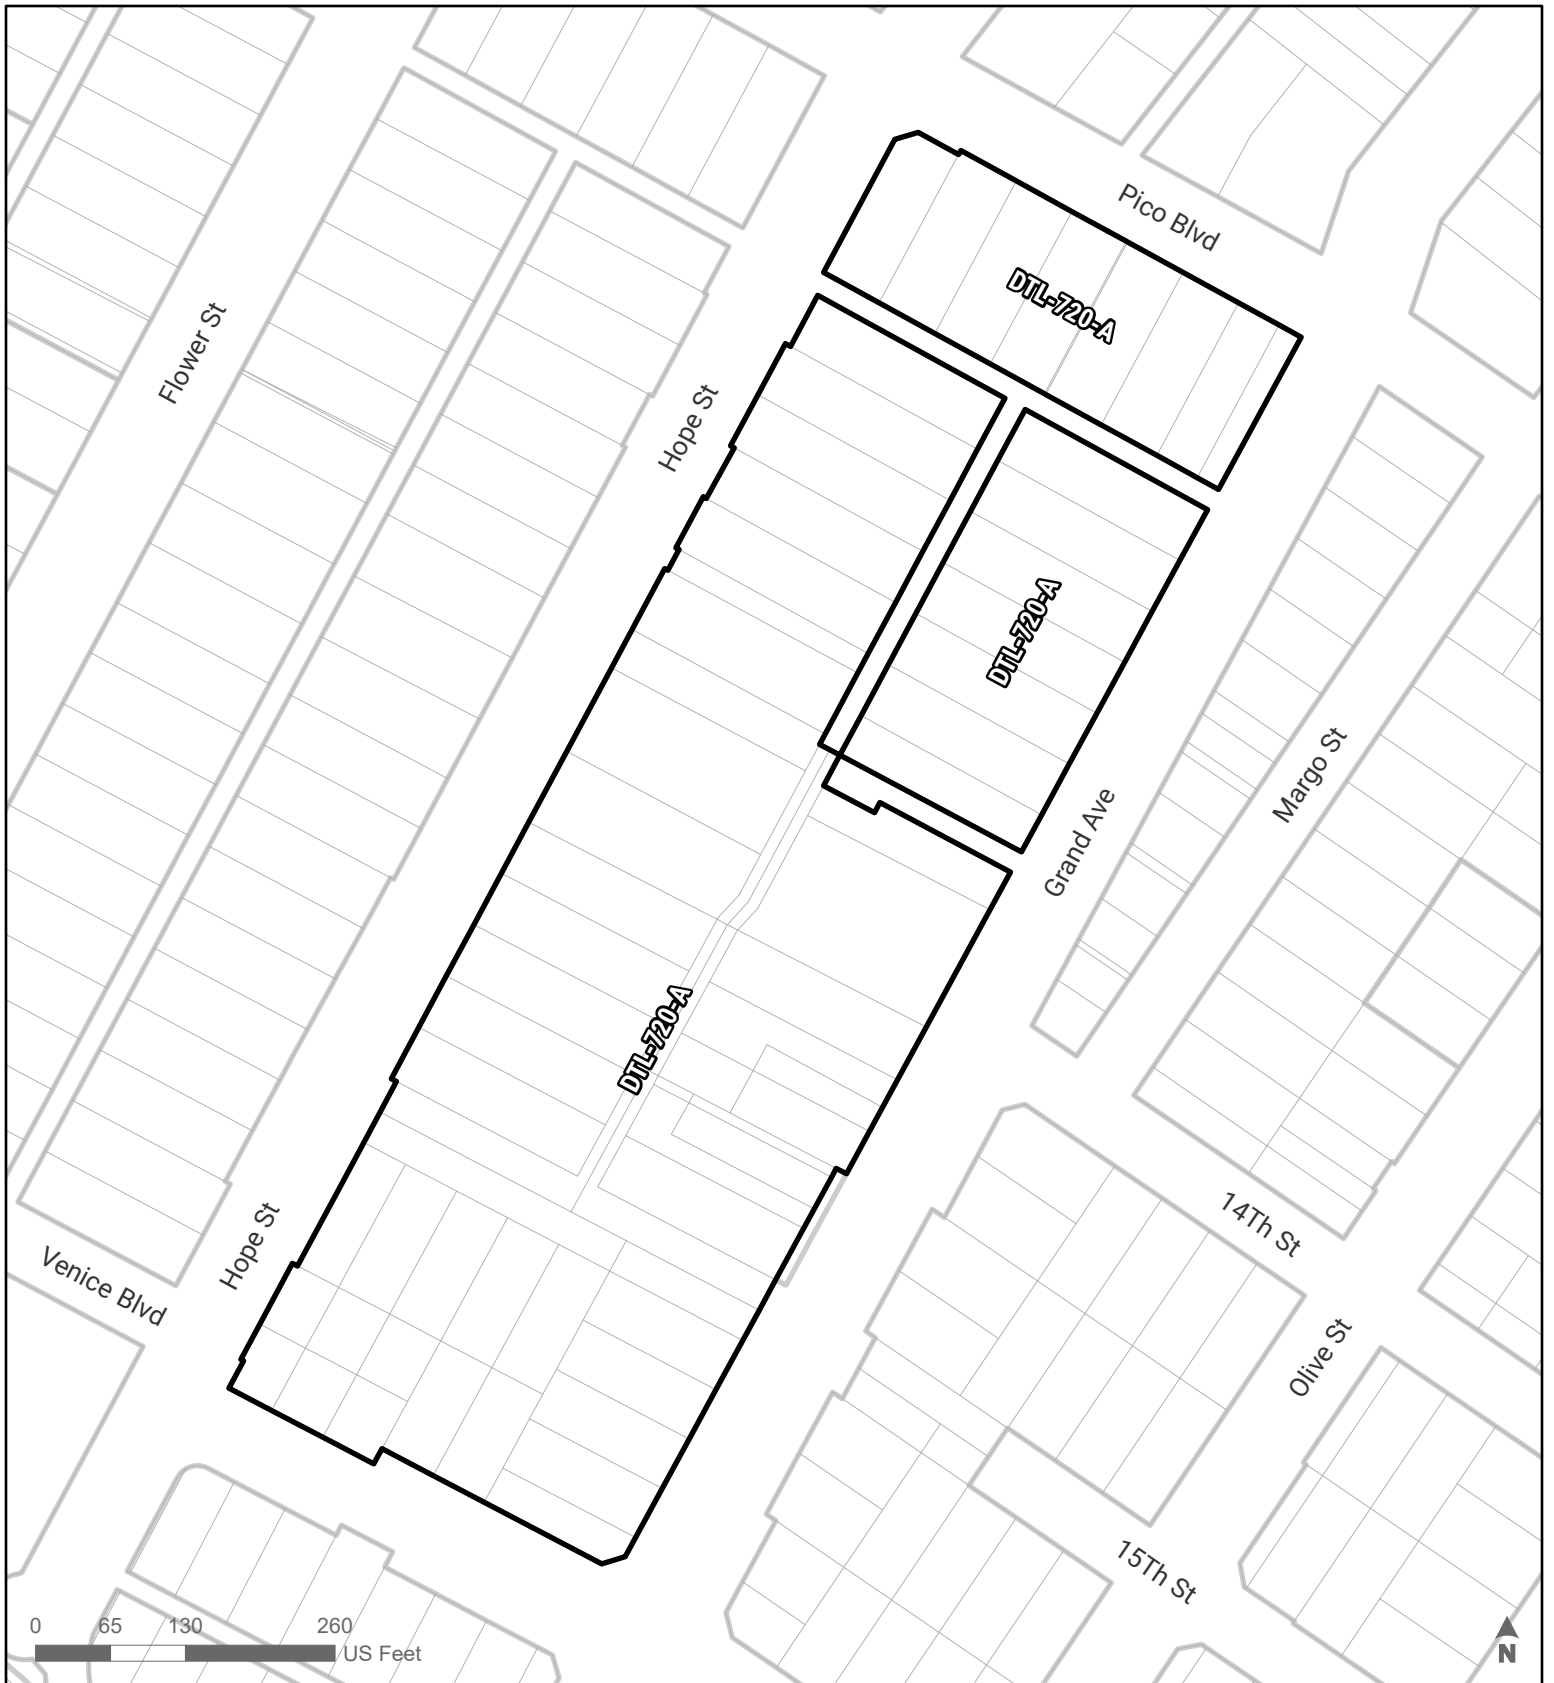 Pico Blvd
DTL-720-A
Flower St
Hope St
DTL-720-A
Margo St
Grand Ave
DTL-720-A
14Th St
Hope St
Venice Blvd
Olive St
15Th St
0 65 130 260
US Feet
N